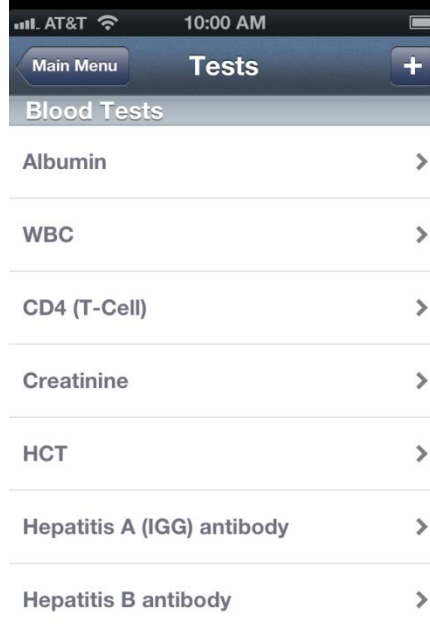 AT&T 10:00 AM
Main Menu Tests +
Blood Tests
Albumin
WBC
CD4 (T-Cell)
Creatinine
HCT
Hepatitis A (IGG) antibody
Hepatitis B antibody